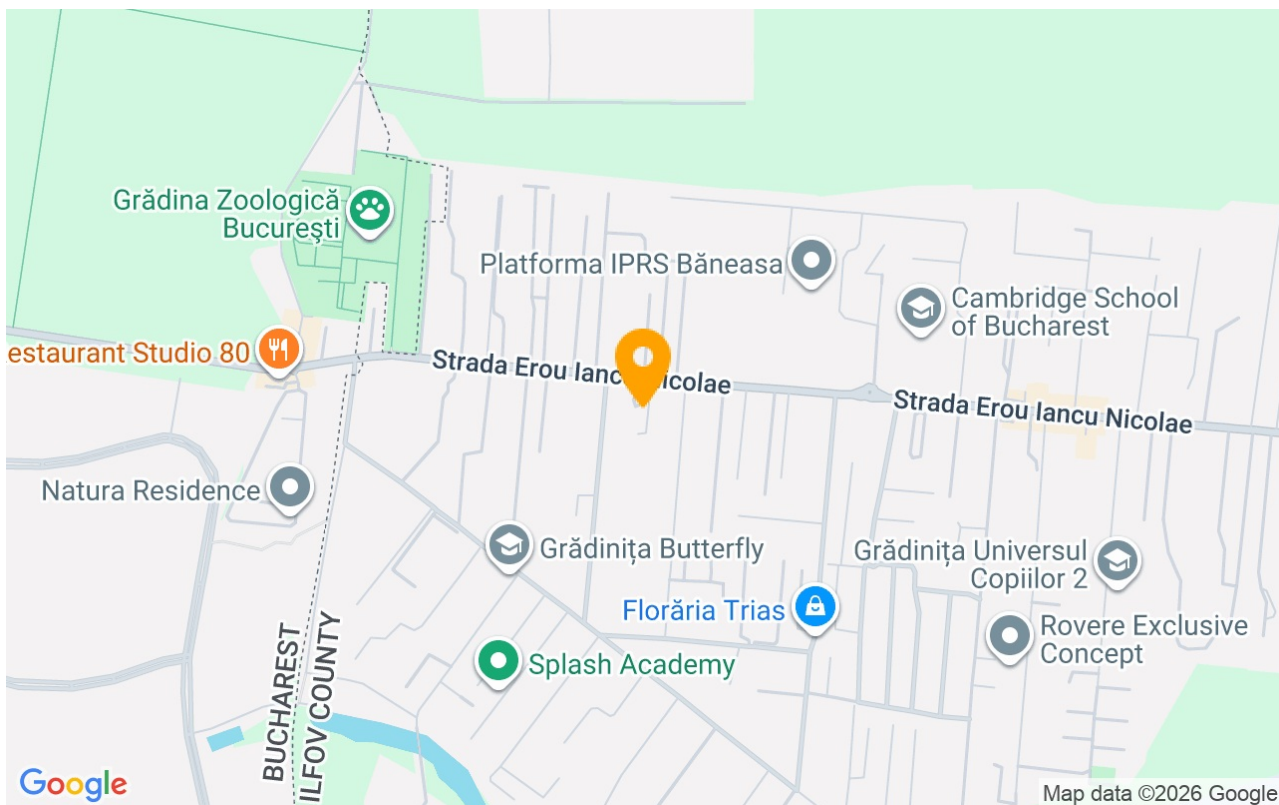 Grădina Zoologică
București
Platforma IPRS Băneasa
Cambridge School
of Bucharest
estaurant Studio 80
Strada Erou Iancu Nicolae
Strada Erou Iancu Nicolae
Natura Residence
Grădinița Butterfly
Grădinița Universul
Copiilor 2
Florăria Trias
Rovere Exclusive
Concept
Splash Academy
BUCHAREST
ILFOV COUNTY
Google
Map data ©2026 Google